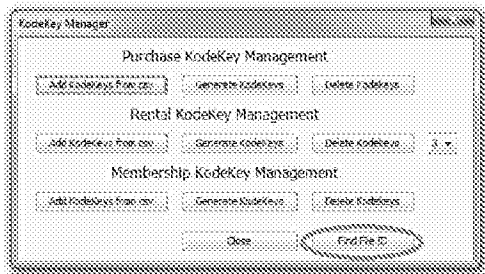 KodeKey Manager
Purchase KodeKey Management
Add KodeKeys from csv Generate KodeKeys Delete Kodekeys
Rental KodeKey Management
Add KodeKeys from csv Generate KodeKeys Delete Kodekeys 3
Membership KodeKey Management
Add KodeKeys from csv Generate KodeKeys Delete Kodekeys
Close Find File ID